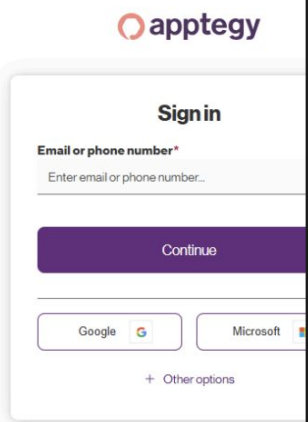 apptegy
Sign in
Email or phone number*
Enter email or phone number...
Continue
Google G
Microsoft
+ Other options